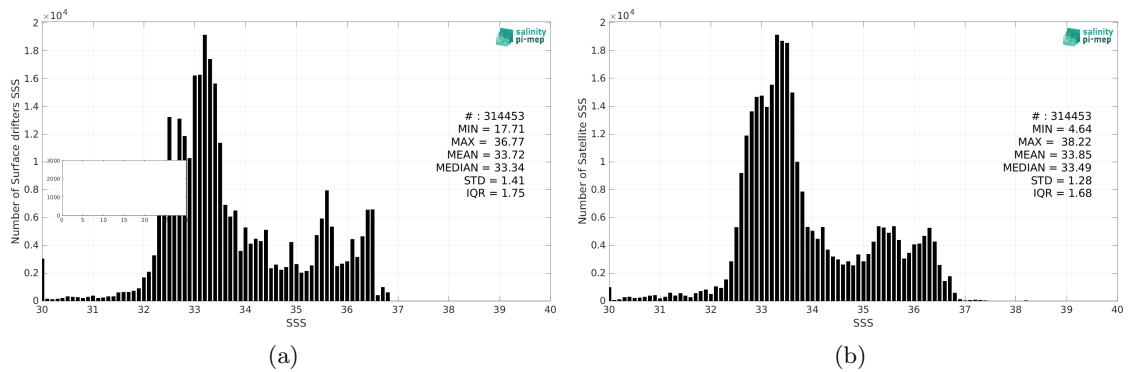 ×10⁴
2
1.8
1.6
1.4
1.2
1
0.8
0.6
0.4
0.2
0
Number of Surface drifters SSS
salinity
pi-mep
# : 314453
MIN = 17.71
MAX = 36.77
MEAN = 33.72
MEDIAN = 33.34
STD = 1.41
IQR = 1.75
3000
2000
1000
0
0 5 10 15 20
30 31 32 33 34 35 36 37 38 39 40
SSS
(a)
×10⁴
2
1.8
1.6
1.4
1.2
1
0.8
0.6
0.4
0.2
0
Number of Satellite SSS
salinity
pi-mep
# : 314453
MIN = 4.64
MAX = 38.22
MEAN = 33.85
MEDIAN = 33.49
STD = 1.28
IQR = 1.68
30 31 32 33 34 35 36 37 38 39 40
SSS
(b)